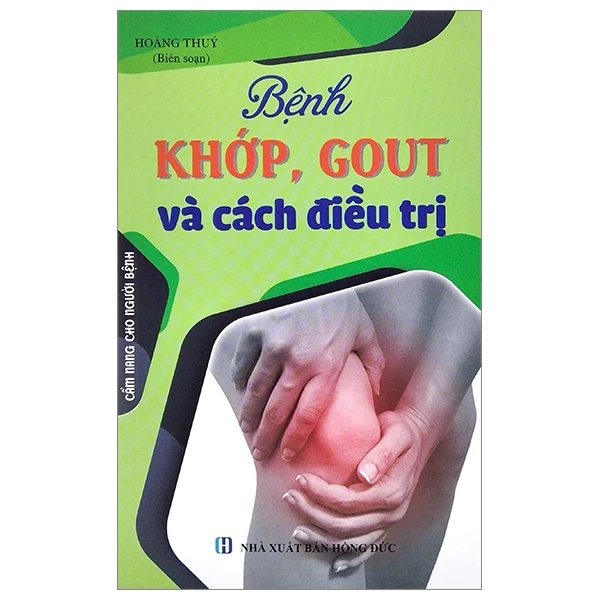 HOÀNG THUÝ
(Biên soạn)
Bệnh
KHỚP, GOUT
và cách điều trị
CẨM NANG CHO NGƯỜI BỆNH
NHÀ XUẤT BẢN HỒNG ĐỨC